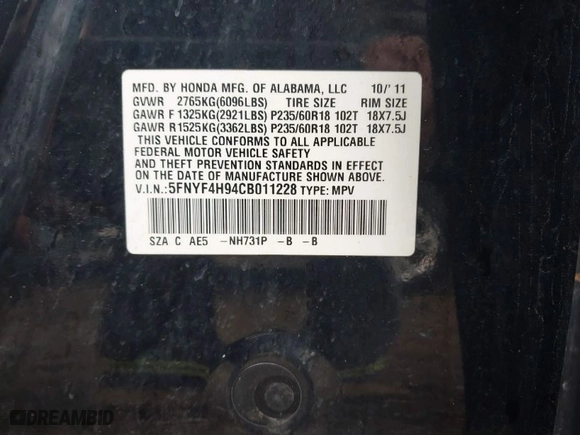 MFD. BY HONDA MFG. OF ALABAMA, LLC 10/' 11
GVWR 2765KG(6096LBS) TIRE SIZE RIM SIZE
GAWR F 1325KG(2921LBS) P235/60R18 102T 18X7.5J
GAWR R1525KG(3362LBS) P235/60R18 102T 18X7.5J
THIS VEHICLE CONFORMS TO ALL APPLICABLE
FEDERAL MOTOR VEHICLE SAFETY
AND THEFT PREVENTION STANDARDS IN EFFECT
ON THE DATE OF MANUFACTURE SHOWN ABOVE.
V.I.N.:5FNYF4H94CB011228 TYPE: MPV
SZA C AE5 -NH731P -B -B
DREAMBID